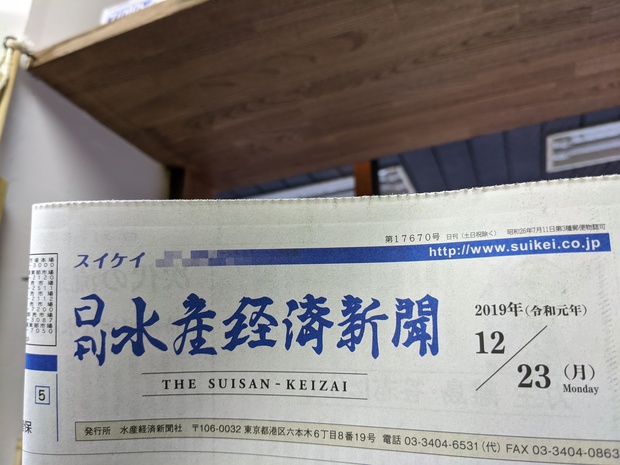 第17670号 日刊(土日祝除く) 昭和26年7月11日第3種郵便物認可
http://www.suikei.co.jp
スイケイ
日刊 水産経済新聞
THE SUISAN-KEIZAI
2019年(令和元年)
12/23(月)
Monday
5
発行所 水産経済新聞社 〒106-0032 東京都港区六本木6丁目8番19号 電話 03-3404-6531(代) FAX 03-3404-0863